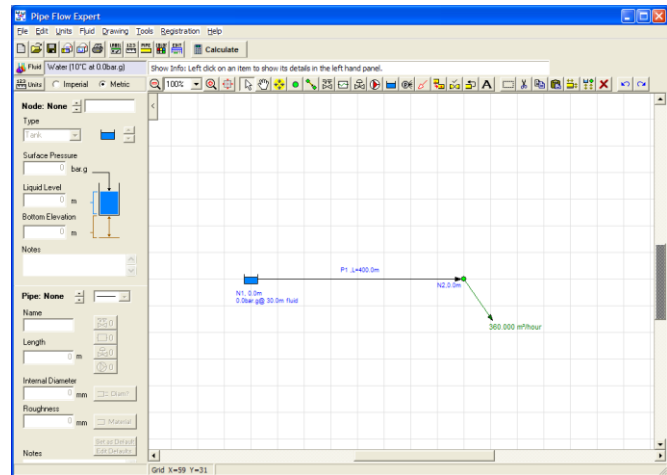 Pipe Flow Expert
File Edit Units Fluid Drawing Tools Registration Help
Calculate
Fluid Water (10°C at 0.0bar.g) Show Info: Left click on an item to show its details in the left hand panel.
Units Imperial Metric 100% A
Node: None <
Type
Tank
Surface Pressure
0 bar.g
Liquid Level
0 m
Bottom Elevation
0 m
Notes
P1 ,L=400.0m
N1, 0.0m
0.0bar.g@ 30.0m fluid
N2,0.0m
360.000 m³/hour
Pipe: None
Name
0
Length
0
0 m
0
0
Internal Diameter
0 mm Diam?
Roughness
0 mm Material
Set as Default
Notes Edit Defaults
Grid X=59 Y=31